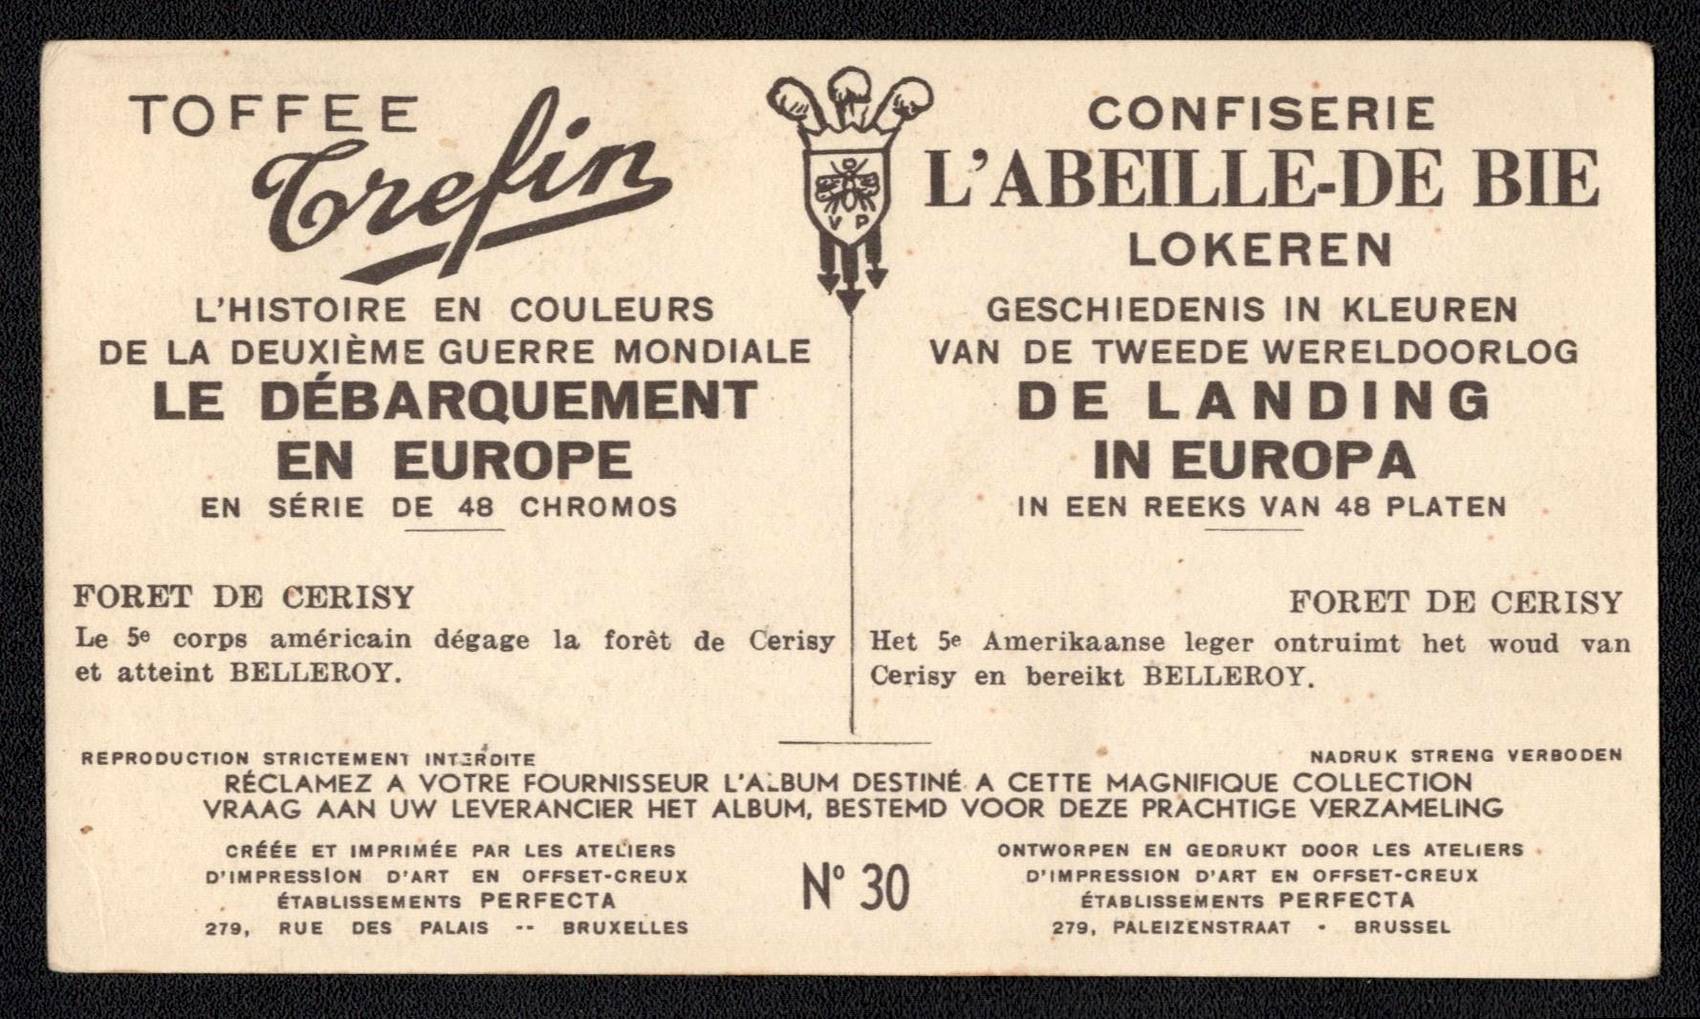 TOFFEE
Trefin
L'HISTOIRE EN COULEURS
DE LA DEUXIÈME GUERRE MONDIALE
LE DÉBARQUEMENT
EN EUROPE
EN SÉRIE DE 48 CHROMOS
FORET DE CERISY
Le 5e corps américain dégage la forèt de Cerisy
et atteint BELLEROY.
REPRODUCTION STRICTEMENT INTERDITE
V P
CONFISERIE
L'ABEILLE-DE BIE
LOKEREN
GESCHIEDENIS IN KLEUREN
VAN DE TWEEDE WERELDOORLOG
DE LANDING
IN EUROPA
IN EEN REEKS VAN 48 PLATEN
FORET DE CERISY
Het 5e Amerikaanse leger ontruimt het woud van
Cerisy en bereikt BELLEROY.
NADRUK STRENG VERBODEN
RÉCLAMEZ A VOTRE FOURNISSEUR L'ALBUM DESTINÉ A CETTE MAGNIFIQUE COLLECTION
VRAAG AAN UW LEVERANCIER HET ALBUM, BESTEMD VOOR DEZE PRACHTIGE VERZAMELING
CRÉÉE ET IMPRIMÉE PAR LES ATELIERS
D'IMPRESSION D'ART EN OFFSET-CREUX
ÉTABLISSEMENTS PERFECTA
279, RUE DES PALAIS -- BRUXELLES
N° 30
ONTWORPEN EN GEDRUKT DOOR LES ATELIERS
D'IMPRESSION D'ART EN OFFSET-CREUX
ÉTABLISSEMENTS PERFECTA
279, PALEIZENSTRAAT - BRUSSEL